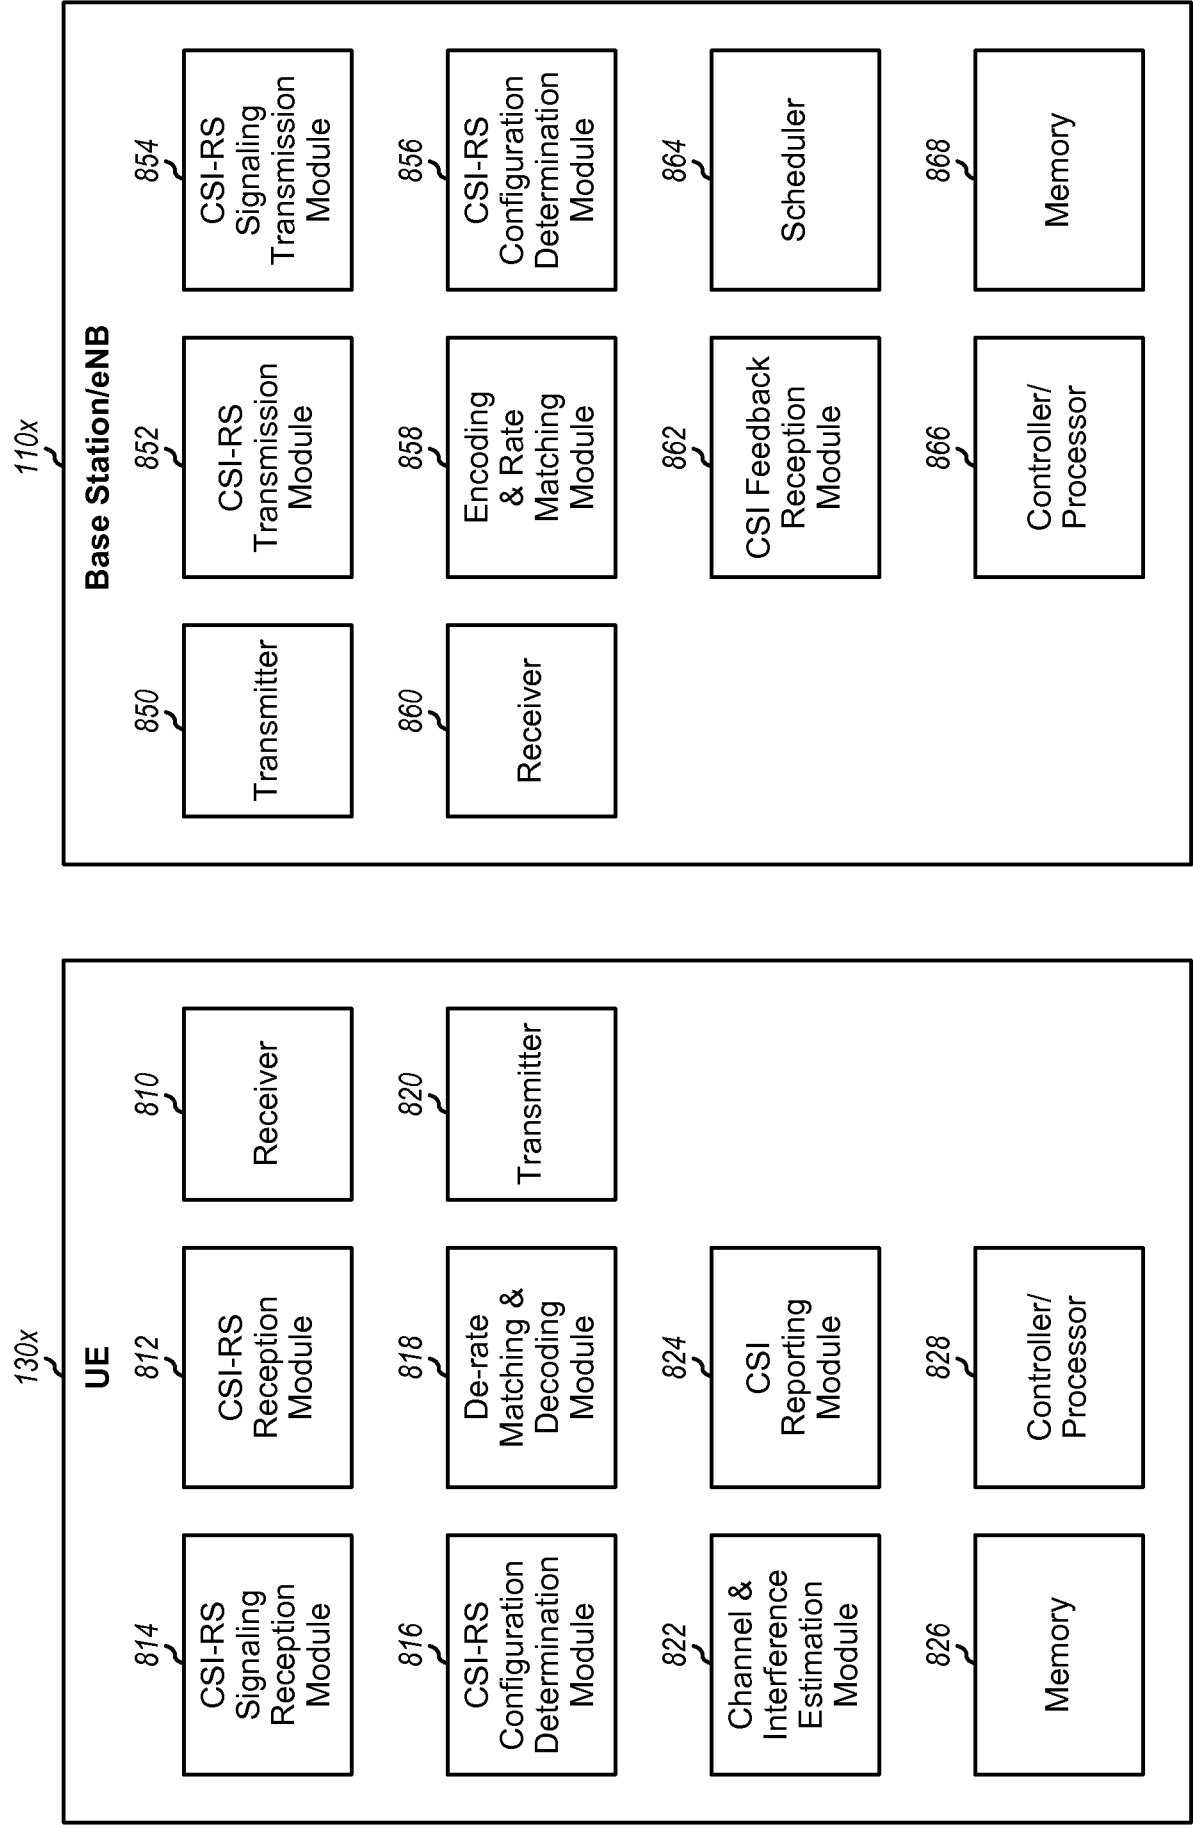 130x
UE
814
CSI-RS
Signaling
Reception
Module
812
CSI-RS
Reception
Module
810
Receiver
816
CSI-RS
Configuration
Determination
Module
818
De-rate
Matching &
Decoding
Module
820
Transmitter
822
Channel &
Interference
Estimation
Module
824
CSI
Reporting
Module
826
Memory
828
Controller/
Processor
110x
Base Station/eNB
850
Transmitter
852
CSI-RS
Transmission
Module
854
CSI-RS
Signaling
Transmission
Module
860
Receiver
858
Encoding
& Rate
Matching
Module
856
CSI-RS
Configuration
Determination
Module
862
CSI Feedback
Reception
Module
864
Scheduler
866
Controller/
Processor
868
Memory